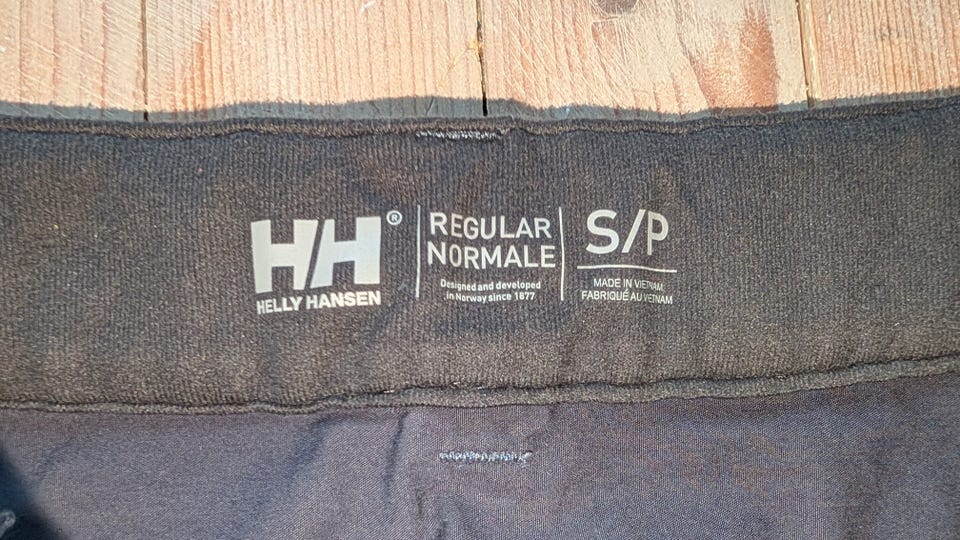 HH®
HELLY HANSEN
REGULAR
NORMALE
Designed and developed
in Norway since 1877
S/P
MADE IN VIETNAM
FABRIQUÉ AU VIETNAM